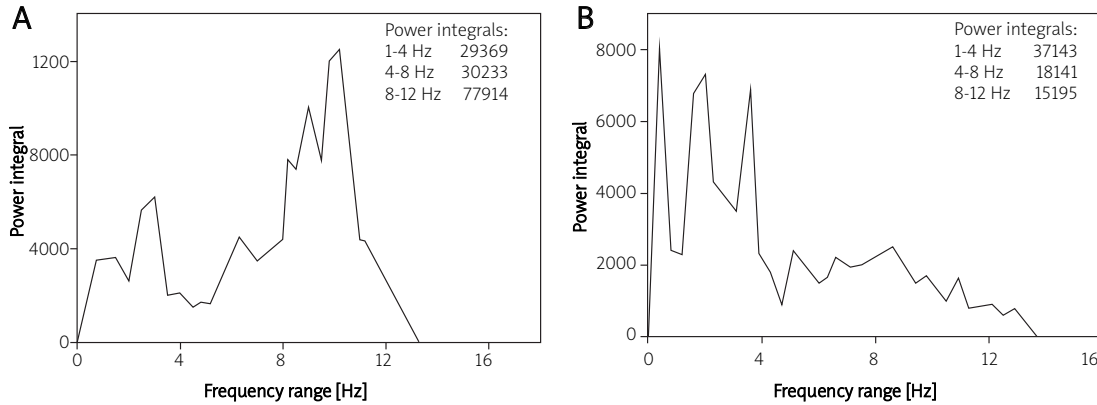 A
Power integrals:
1-4 Hz 29369
4-8 Hz 30233
8-12 Hz 77914
1200
8000
4000
0
Power integral
0 4 8 12 16
Frequency range [Hz]
B
Power integrals:
1-4 Hz 37143
4-8 Hz 18141
8-12 Hz 15195
8000
6000
4000
2000
0
Power integral
0 4 8 12 16
Frequency range [Hz]